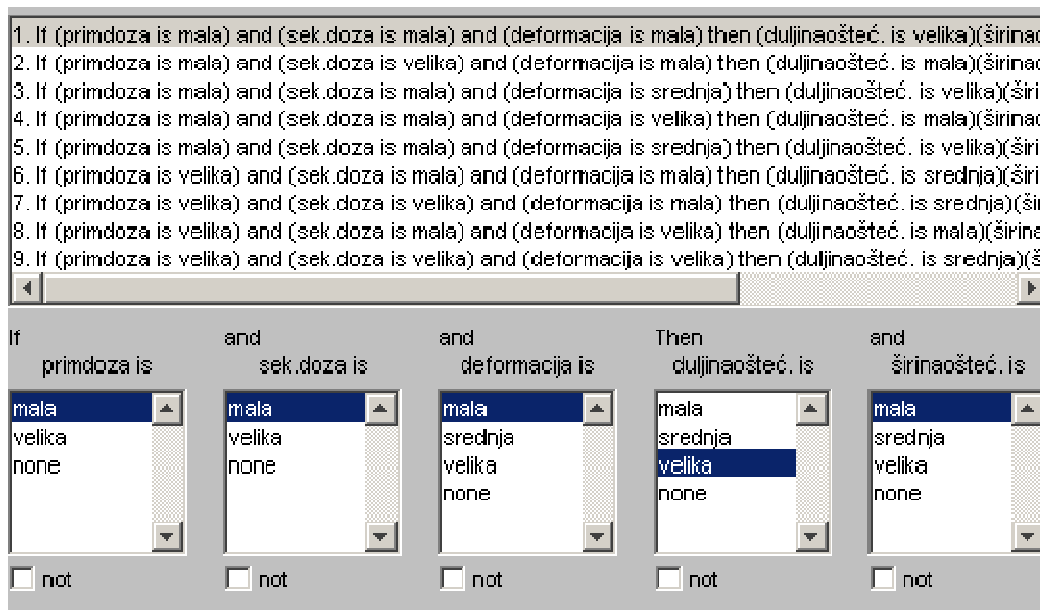 1. If (primdoza is mala) and (sek.doza is mala) and (deformacija is mala) then (duljinaošteć. is velika)(širinao
2. If (primdoza is mala) and (sek.doza is velika) and (deformacija is mala) then (duljinaošteć. is mala)(širinao
3. If (primdoza is mala) and (sek.doza is mala) and (deformacija is srednja) then (duljinaošteć. is velika)(širi
4. If (primdoza is mala) and (sek.doza is mala) and (deformacija is velika) then (duljinaošteć. is mala)(širinao
5. If (primdoza is mala) and (sek.doza is mala) and (deformacija is srednja) then (duljinaošteć. is velika)(širi
6. If (primdoza is velika) and (sek.doza is mala) and (deformacija is mala) then (duljinaošteć. is srednja)(širi
7. If (primdoza is velika) and (sek.doza is velika) and (deformacija is mala) then (duljinaošteć. is srednja)(šir
8. If (primdoza is velika) and (sek.doza is mala) and (deformacija is velika) then (duljinaošteć. is mala)(širina
9. If (primdoza is velika) and (sek.doza is velika) and (deformacija is velika) then (duljinaošteć. is srednja)(š
If and and Then and
primdoza is sek.doza is deformacija is duljinaošteć. is širinaošteć. is
mala mala mala mala mala
velika velika srednja srednja srednja
none none velika velika velika
none none none
not not not not not